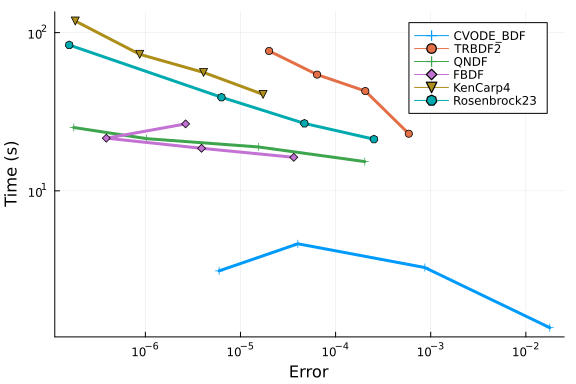 10²
CVODE_BDF
TRBDF2
QNDF
FBDF
KenCarp4
Rosenbrock23
Time (s)
10¹
10⁻⁶ 10⁻⁵ 10⁻⁴ 10⁻³ 10⁻²
Error